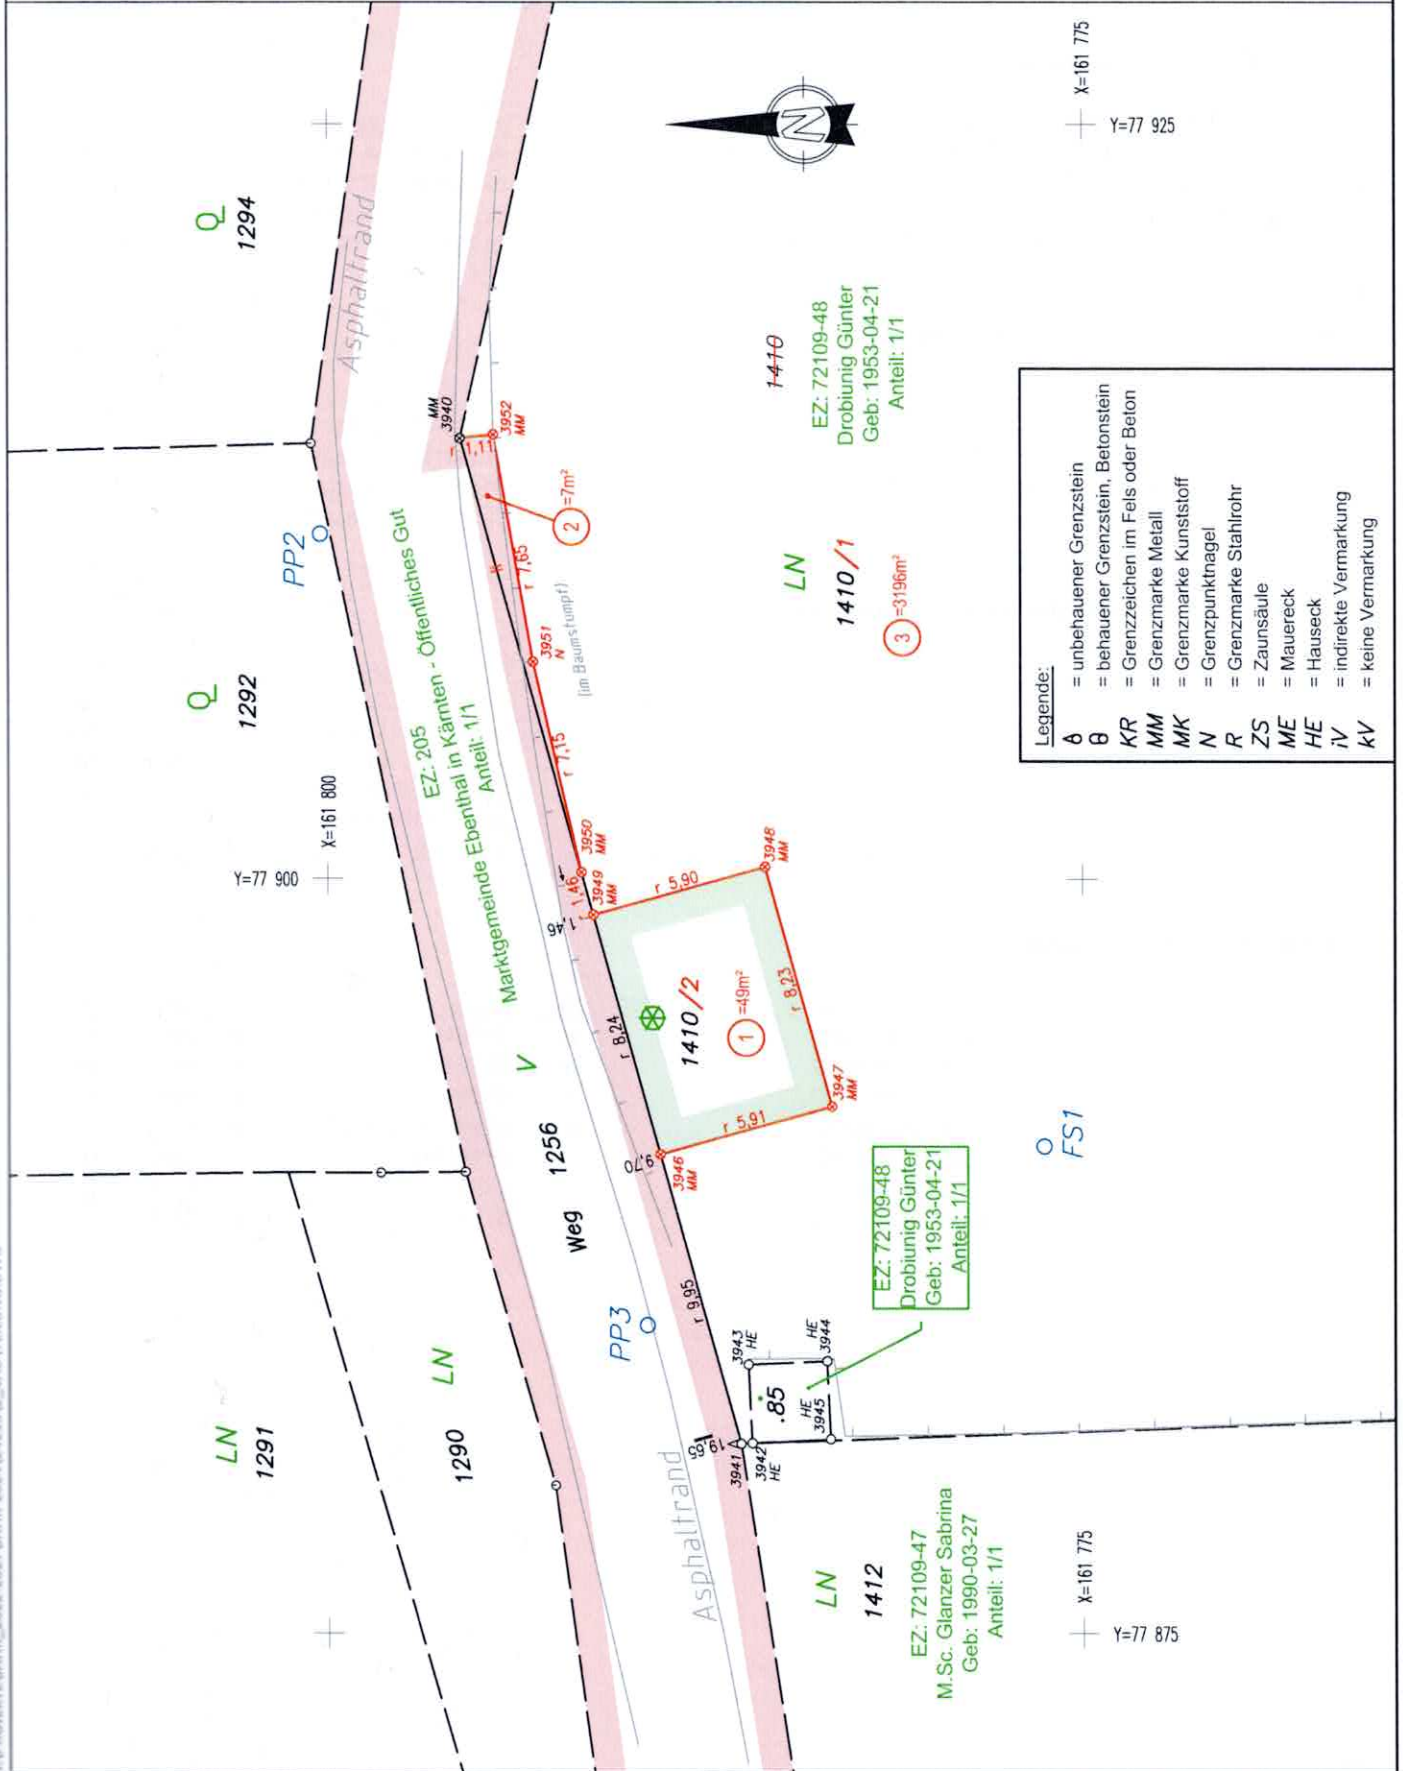 Q
1294
Asphaltrand
N
X=161 775
Y=77 925
MM
3940
r 1,11
3952
MM
1410
EZ: 72109-48
Drobiunig Günter
Geb: 1953-04-21
Anteil: 1/1
PP2
EZ: 205
Marktgemeinde Ebenthal in Kärnten - Öffentliches Gut
Anteil: 1/1
2 =7m²
r 7,65
3951
N
(im Baumstumpf)
LN
1410/1
3 =3196m²
Q
1292
Y=77 900
X=161 800
r 7,15
3950
MM
r 1,46
1,46
3949
MM
r 5,90
3948
MM
r 8,24
1410/2
1 =49m²
r 8,23
V
1256
Weg
3946
MM
9,70
r 5,91
3947
MM
FS1
PP3
r 9,95
EZ: 72109-48
Drobiunig Günter
Geb: 1953-04-21
Anteil: 1/1
LN
1291
LN
1290
3943
HE
HE
3944
.85
HE
3945
19,65
3941
3942
HE
Asphaltrand
LN
1412
EZ: 72109-47
M.Sc. Glanzer Sabrina
Geb: 1990-03-27
Anteil: 1/1
X=161 775
Y=77 875
Legende:
= unbehauener Grenzstein
= behauener Grenzstein, Betonstein
KR = Grenzzeichen im Fels oder Beton
MM = Grenzmarke Metall
MK = Grenzmarke Kunststoff
N = Grenzpunktnagel
R = Grenzmarke Stahlrohr
ZS = Zaunsäule
ME = Mauereck
HE = Hauseck
iV = indirekte Vermarkung
kV = keine Vermarkung